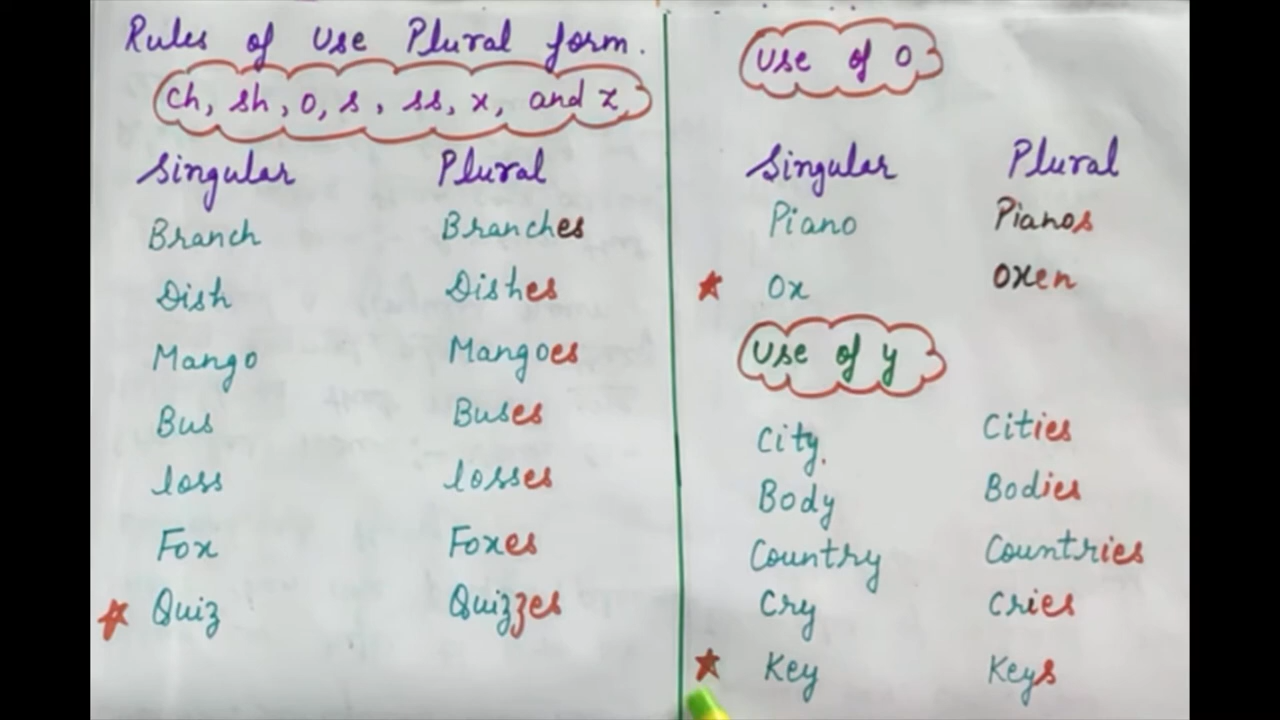 Rules of Use Plural form.
ch, sh, o, s, ss, x, and z
Singular Plural
Branch Branches
Dish Dishes
Mango Mangoes
Bus Buses
loss losses
Fox Foxes
Quiz Quizzes
Use of O
Singular Plural
Piano Pianos
Ox Oxen
Use of y
City. Cities
Body Bodies
Country Countries
Cry Cries
Key Keys